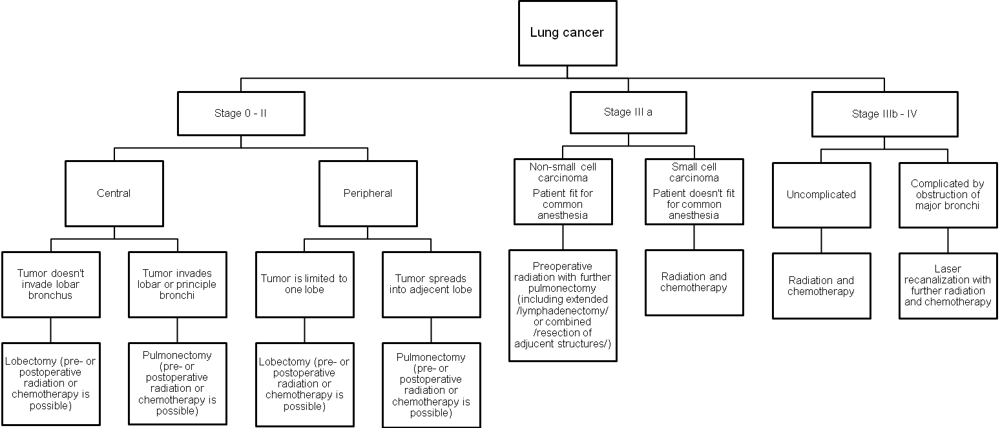 Lung cancer
Stage 0 - II
Stage III a
Stage IIIb - IV
Central
Peripheral
Non-small cell
carcinoma
Patient fit for
common
anesthesia
Small cell
carcinoma
Patient doesn't fit
for common
anesthesia
Uncomplicated
Complicated by
obstruction of
major bronchi
Tumor doesn't
invade lobar
bronchus
Tumor invades
lobar or principle
bronchi
Tumor is limited to
one lobe
Tumor spreads
into adjecent lobe
Preoperative
radiation with further
pulmonectomy
(including extended
/lymphadenectomy/
or combined
/resection of
adjucent structures/)
Radiation and
chemotherapy
Radiation and
chemotherapy
Laser
recanalization with
further radiation
and chemotherapy
Lobectomy (pre- or
postoperative
radiation or
chemotherapy is
possible)
Pulmonectomy
(pre- or
postoperative
radiation or
chemotherapy is
possible)
Lobectomy (pre- or
postoperative
radiation or
chemotherapy is
possible)
Pulmonectomy
(pre- or
postoperative
radiation or
chemotherapy is
possible)